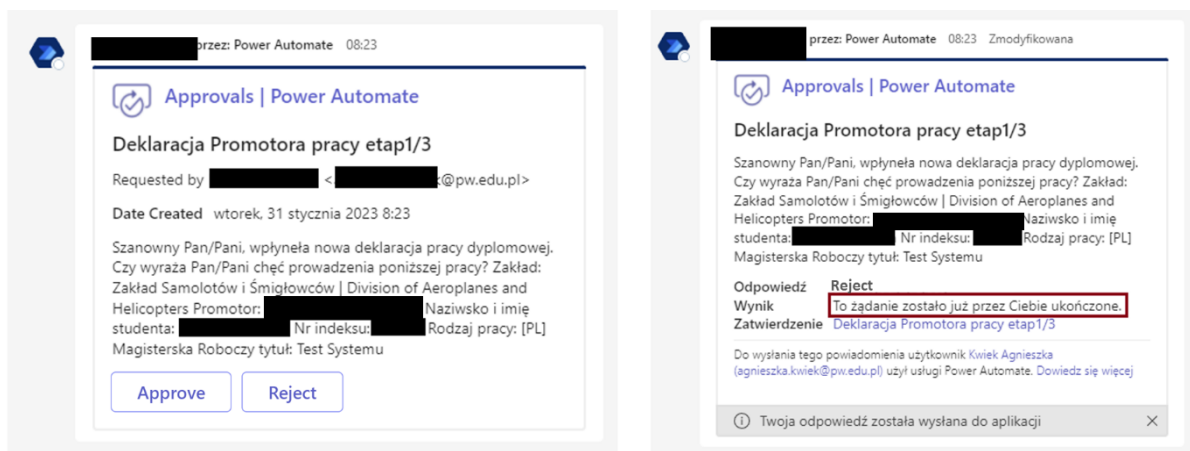 przez: Power Automate 08:23
Approvals | Power Automate
Deklaracja Promotora pracy etap1/3
Requested by < @pw.edu.pl>
Date Created wtorek, 31 stycznia 2023 8:23
Szanowny Pan/Pani, wpłyneła nowa deklaracja pracy dyplomowej.
Czy wyraża Pan/Pani chęć prowadzenia poniższej pracy? Zakład:
Zakład Samolotów i Śmigłowców | Division of Aeroplanes and
Helicopters Promotor: Naziwsko i imię
studenta: Nr indeksu: Rodzaj pracy: [PL]
Magisterska Roboczy tytuł: Test Systemu
Approve Reject
przez: Power Automate 08:23 Zmodyfikowana
Approvals | Power Automate
Deklaracja Promotora pracy etap1/3
Szanowny Pan/Pani, wpłyneła nowa deklaracja pracy dyplomowej.
Czy wyraża Pan/Pani chęć prowadzenia poniższej pracy? Zakład:
Zakład Samolotów i Śmigłowców | Division of Aeroplanes and
Helicopters Promotor: Naziwsko i imię
studenta: Nr indeksu: Rodzaj pracy: [PL]
Magisterska Roboczy tytuł: Test Systemu
Odpowiedź Reject
Wynik To żądanie zostało już przez Ciebie ukończone.
Zatwierdzenie Deklaracja Promotora pracy etap1/3
Do wysłania tego powiadomienia użytkownik Kwiek Agnieszka
(agnieszka.kwiek@pw.edu.pl) użył usługi Power Automate. Dowiedz się więcej
Twoja odpowiedź została wysłana do aplikacji